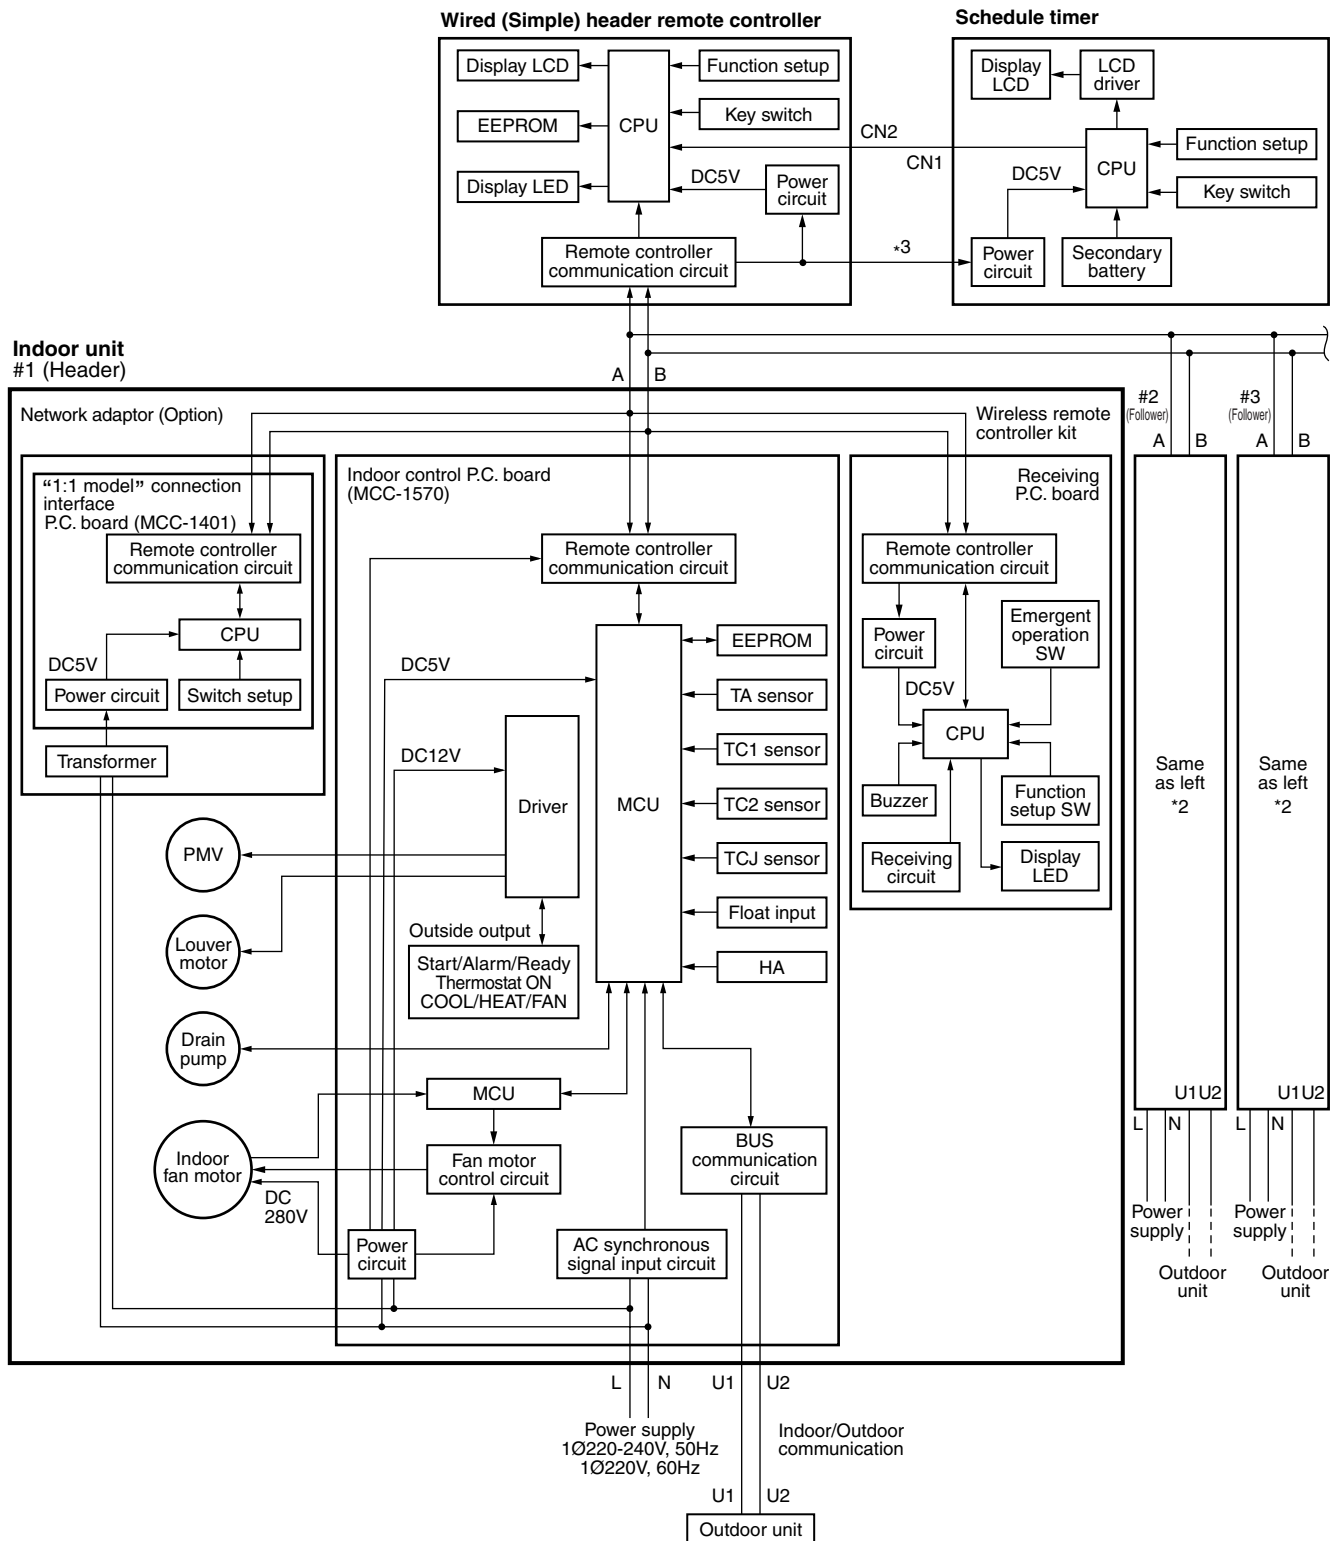 Wired (Simple) header remote controller
Schedule timer
Display LCD
EEPROM
Display LED
CPU
Function setup
Key switch
DC5V
Power
circuit
Remote controller
communication circuit
CN2
CN1
*3
Display
LCD
LCD
driver
CPU
Function setup
Key switch
DC5V
Power
circuit
Secondary
battery
Indoor unit
#1 (Header)
A
B
Network adaptor (Option)
Wireless remote
controller kit
"1:1 model" connection
interface
P.C. board (MCC-1401)
Remote controller
communication circuit
CPU
DC5V
Power circuit
Switch setup
Transformer
Indoor control P.C. board
(MCC-1570)
Remote controller
communication circuit
DC5V
DC12V
Driver
MCU
EEPROM
TA sensor
TC1 sensor
TC2 sensor
TCJ sensor
Float input
HA
Outside output
Start/Alarm/Ready
Thermostat ON
COOL/HEAT/FAN
MCU
Fan motor
control circuit
Power
circuit
AC synchronous
signal input circuit
BUS
communication
circuit
PMV
Louver
motor
Drain
pump
Indoor
fan motor
DC
280V
Receiving
P.C. board
Remote controller
communication circuit
Power
circuit
Emergent
operation
SW
DC5V
CPU
Buzzer
Function
setup SW
Receiving
circuit
Display
LED
#2
(Follower)
A
B
Same
as left
*2
U1U2
L
N
Power
supply
Outdoor
unit
#3
(Follower)
A
B
Same
as left
*2
U1U2
L
N
Power
supply
Outdoor
unit
L
N
U1
U2
Power supply
1Ø220-240V, 50Hz
1Ø220V, 60Hz
Indoor/Outdoor
communication
U1
U2
Outdoor unit